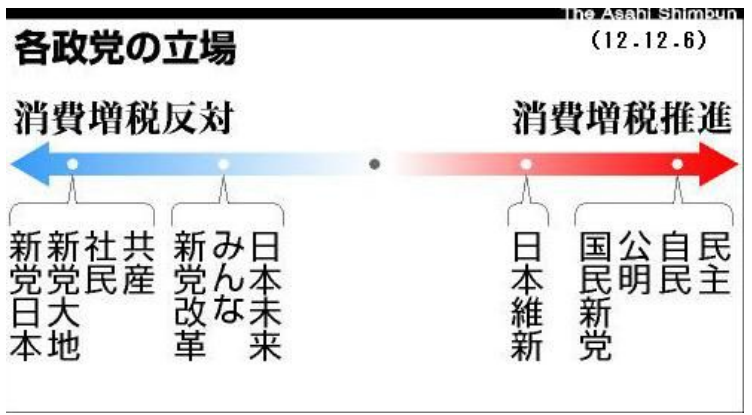 The Asahi Shimbun
各政党の立場
(12.12.6)
消費増税反対
消費増税推進
共産
社民
新党大地
新党日本
日本未来
みんな
新党改革
日本維新
民主
自民
公明
国民新党